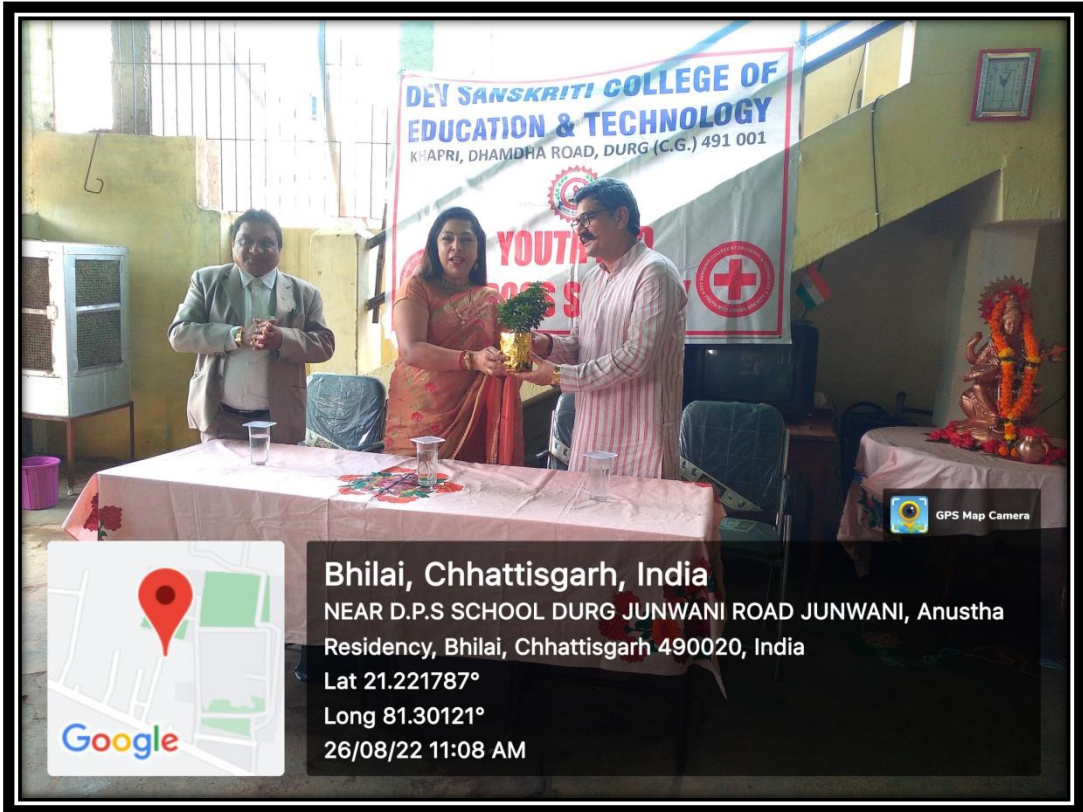 DEV SANSKRITI COLLEGE OF
EDUCATION & TECHNOLOGY
KHAPRI, DHAMDHA ROAD, DURG (C.G.) 491 001
GPS Map Camera
Bhilai, Chhattisgarh, India
NEAR D.P.S SCHOOL DURG JUNWANI ROAD JUNWANI, Anustha
Residency, Bhilai, Chhattisgarh 490020, India
Lat 21.221787°
Long 81.30121°
26/08/22 11:08 AM
Google